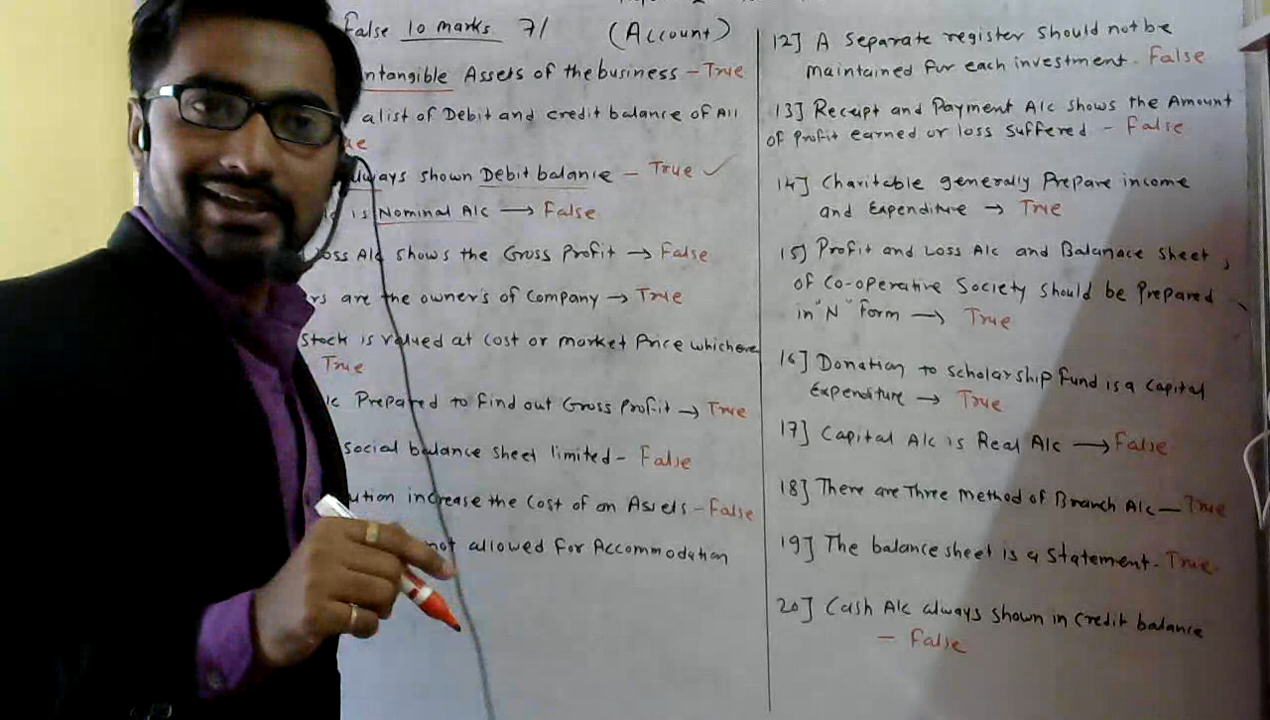 False 10 marks 71 (Account)
Intangible Assets of the business - True
a list of Debit and credit balance of All
always shown Debit balance - True ✓
is Nominal A/c → False
Loss A/c shows the Gross Profit → False
are the owner's of Company → True
Stock is valued at cost or market Price which
True
Prepared to find out Gross Profit → True
social balance sheet limited - False
increase the Cost of an Assets - False
not allowed for Accommodation
12] A separate register should not be
maintained for each investment - False
13] Receipt and Payment A/c shows the Amount
of Profit earned or loss suffered - False
14] Charitable generally Prepare income
and Expenditure → True
15] Profit and Loss A/c and Balanace sheet,
of Co-operative Society should be prepared
in "N" Form → True
16] Donation to scholarship fund is a capital
Expenditure → True
17] Capital A/c is Real A/c → False
18] There are Three method of Branch A/c - True
19] The balance sheet is a statement - True
20] Cash A/c always shown in credit balance
- False